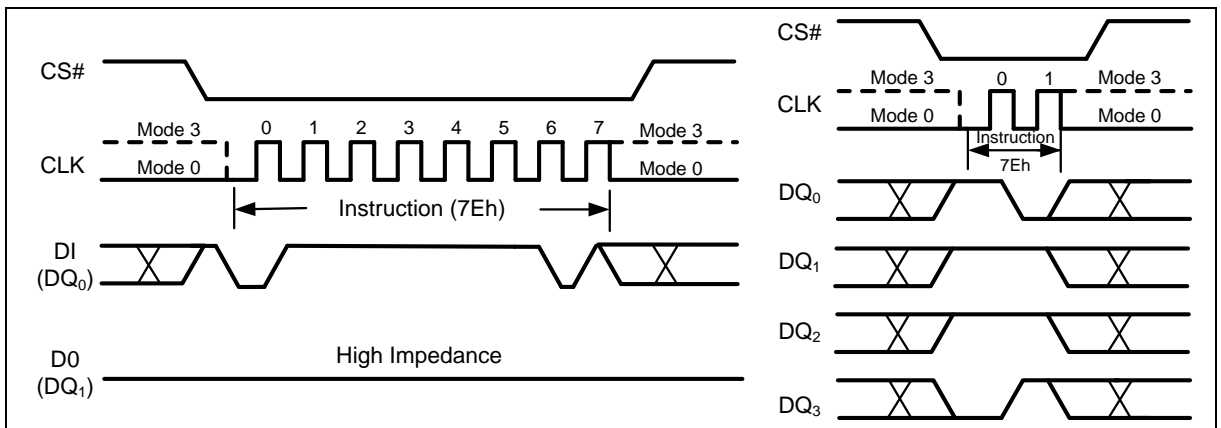 CS#
Mode 3 0 1 2 3 4 5 6 7 Mode 3
CLK Mode 0 Mode 0
Instruction (7Eh)
DI
(DQ0)
D0
(DQ1)
High Impedance
CS#
Mode 3 0 1 Mode 3
CLK
Mode 0 Mode 0
Instruction
7Eh
DQ0
DQ1
DQ2
DQ3